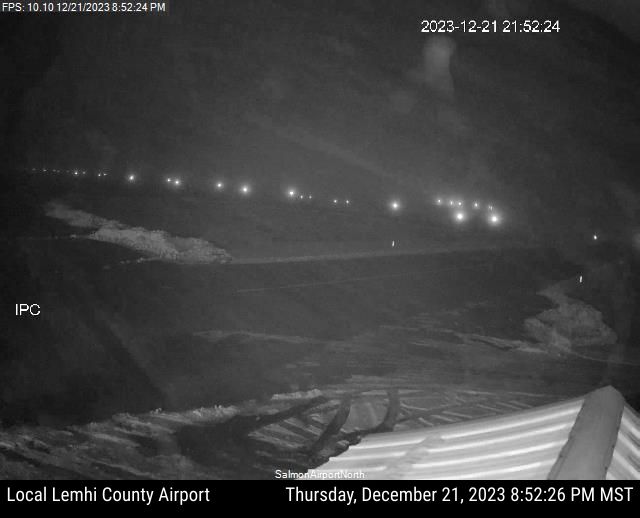 FPS: 10.10 12/21/2023 8:52:24 PM
2023-12-21 21:52:24
IPC
SalmonAirportNorth
Local Lemhi County Airport Thursday, December 21, 2023 8:52:26 PM MST